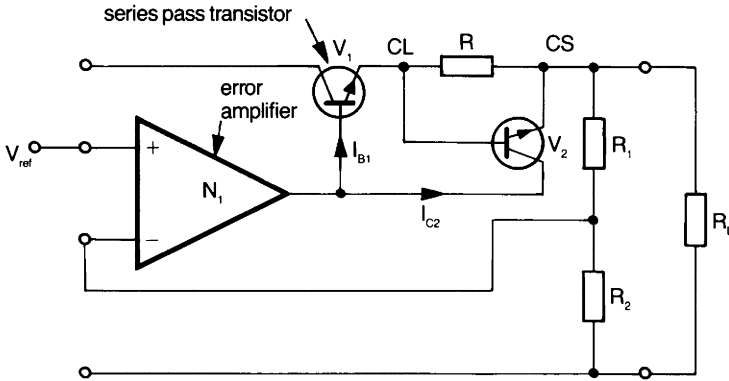 series pass transistor
V1
CL
R
CS
error
amplifier
Vref
+
N1
−
IB1
IC2
V2
R1
R2